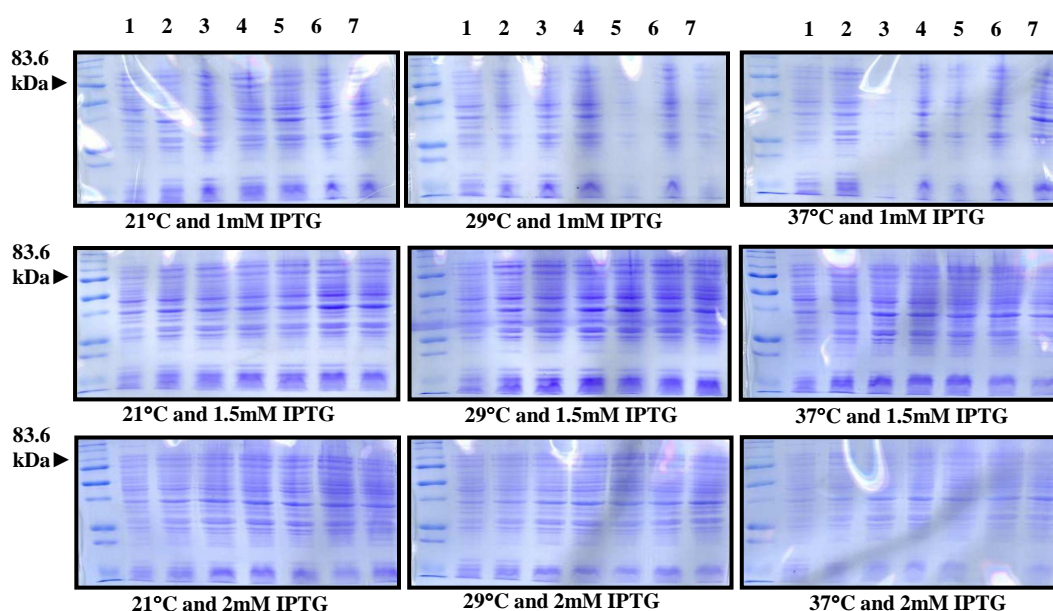 1 2 3 4 5 6 7 1 2 3 4 5 6 7 1 2 3 4 5 6 7
83.6
kDa
21°C and 1mM IPTG 29°C and 1mM IPTG 37°C and 1mM IPTG
83.6
kDa
21°C and 1.5mM IPTG 29°C and 1.5mM IPTG 37°C and 1.5mM IPTG
83.6
kDa
21°C and 2mM IPTG 29°C and 2mM IPTG 37°C and 2mM IPTG